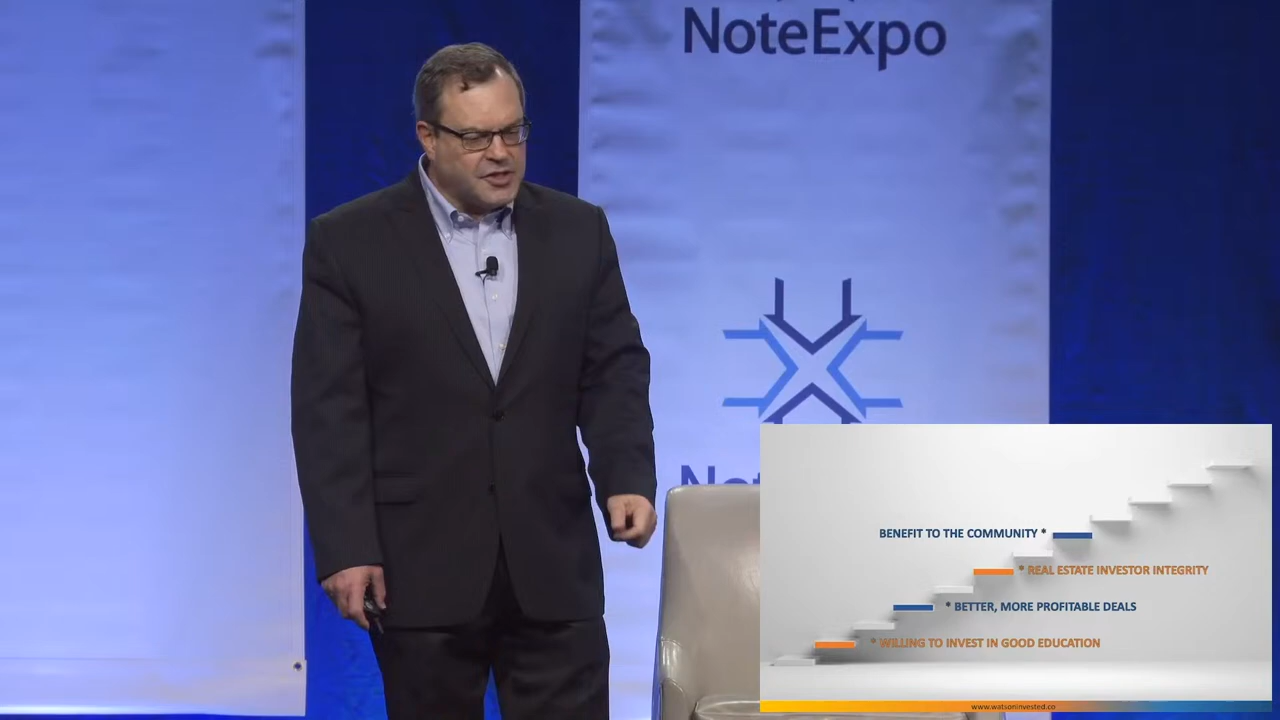 NoteExpo
BENEFIT TO THE COMMUNITY *
* REAL ESTATE INVESTOR INTEGRITY
* BETTER, MORE PROFITABLE DEALS
* WILLING TO INVEST IN GOOD EDUCATION
www.watsoninvested.co